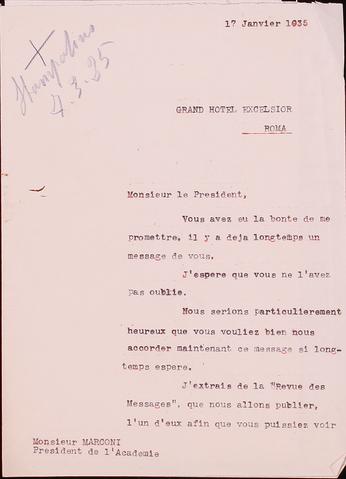 17 Janvier 1935
4.3.35
GRAND HOTEL EXCELSIOR
ROMA
Monsieur le President,
Vous avez eu la bonte de me
promettre, il y a deja longtemps un
message de vous.
J'espere que vous ne l'avez
pas oublie.
Nous serions particulierement
heureux que vous vouliez bien nous
accorder maintenant ce message si long-
temps espere.
J'extrais de la "Revue des
Messages", que nous allons publier,
l'un d'eux afin que vous puissiez voir
Monsieur MARCONI
President de l'Academie